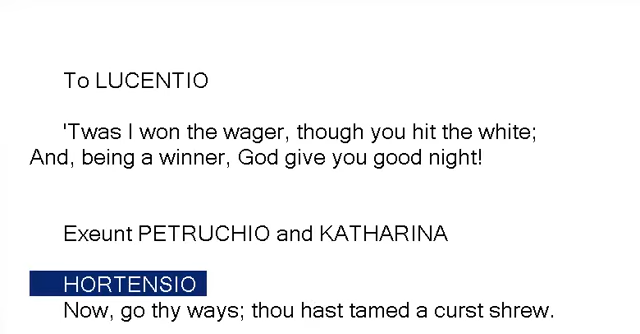 To LUCENTIO
'Twas I won the wager, though you hit the white;
And, being a winner, God give you good night!
Exeunt PETRUCHIO and KATHARINA
HORTENSIO
Now, go thy ways; thou hast tamed a curst shrew.